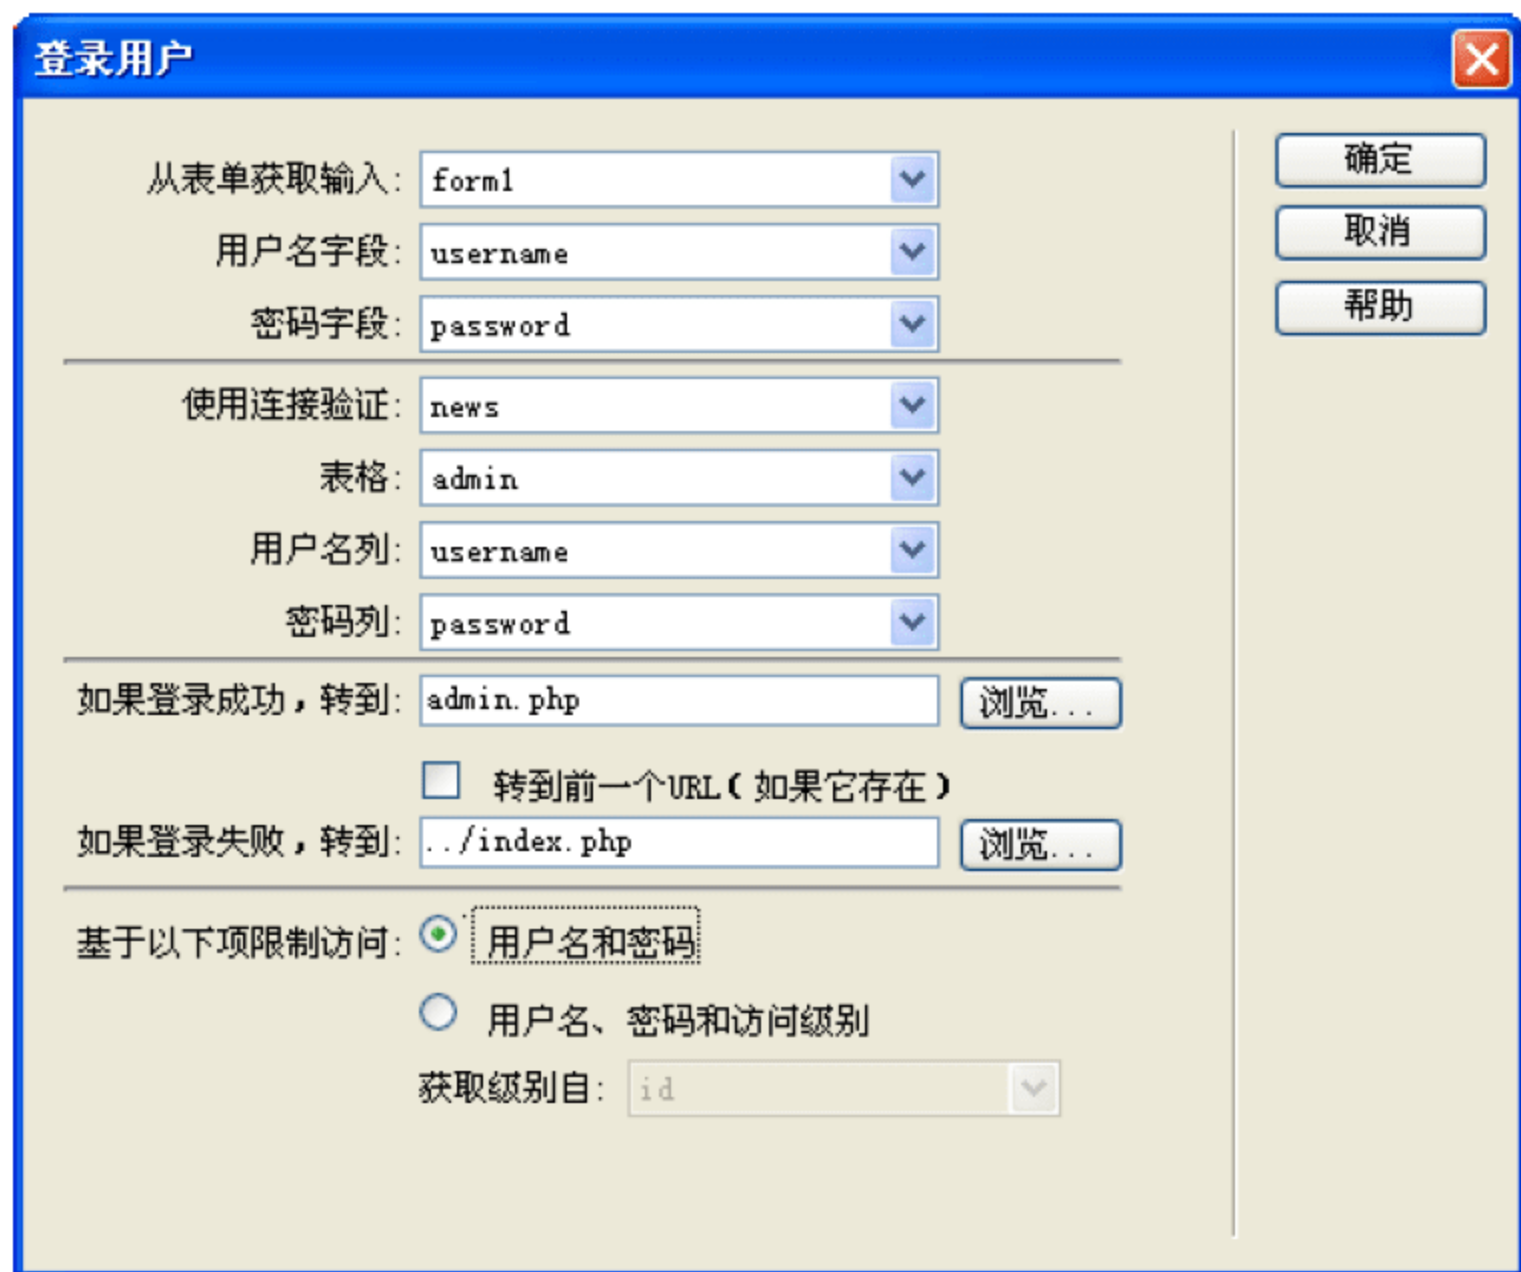 登录用户
从表单获取输入: form1
用户名字段: username
密码字段: password
使用连接验证: news
表格: admin
用户名列: username
密码列: password
如果登录成功，转到: admin.php 浏览...
转到前一个URL(如果它存在)
如果登录失败，转到: ../index.php 浏览...
基于以下项限制访问: 用户名和密码
用户名、密码和访问级别
获取级别自: id
确定
取消
帮助